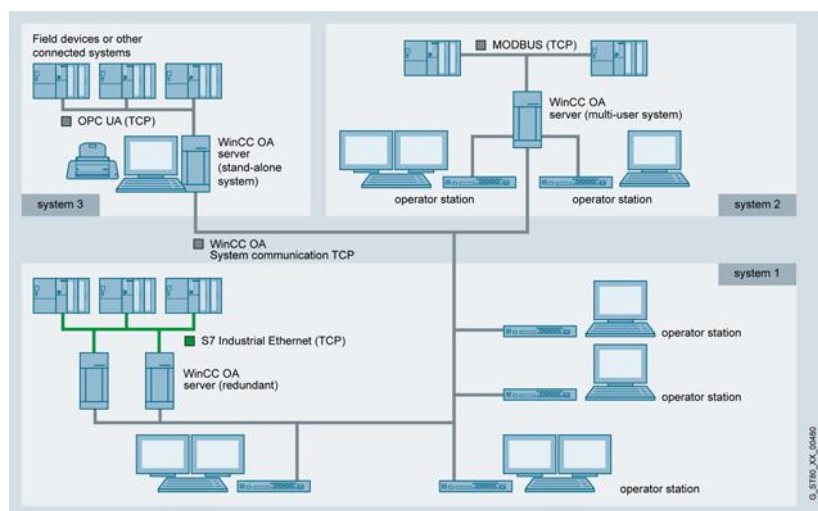 Field devices or other
connected systems
OPC UA (TCP)
WinCC OA
server
(stand-alone
system)
system 3
MODBUS (TCP)
WinCC OA
server (multi-user system)
operator station
operator station
system 2
WinCC OA
System communication TCP
system 1
S7 Industrial Ethernet (TCP)
WinCC OA
server (redundant)
operator station
operator station
operator station
G_ST80_XX_00480